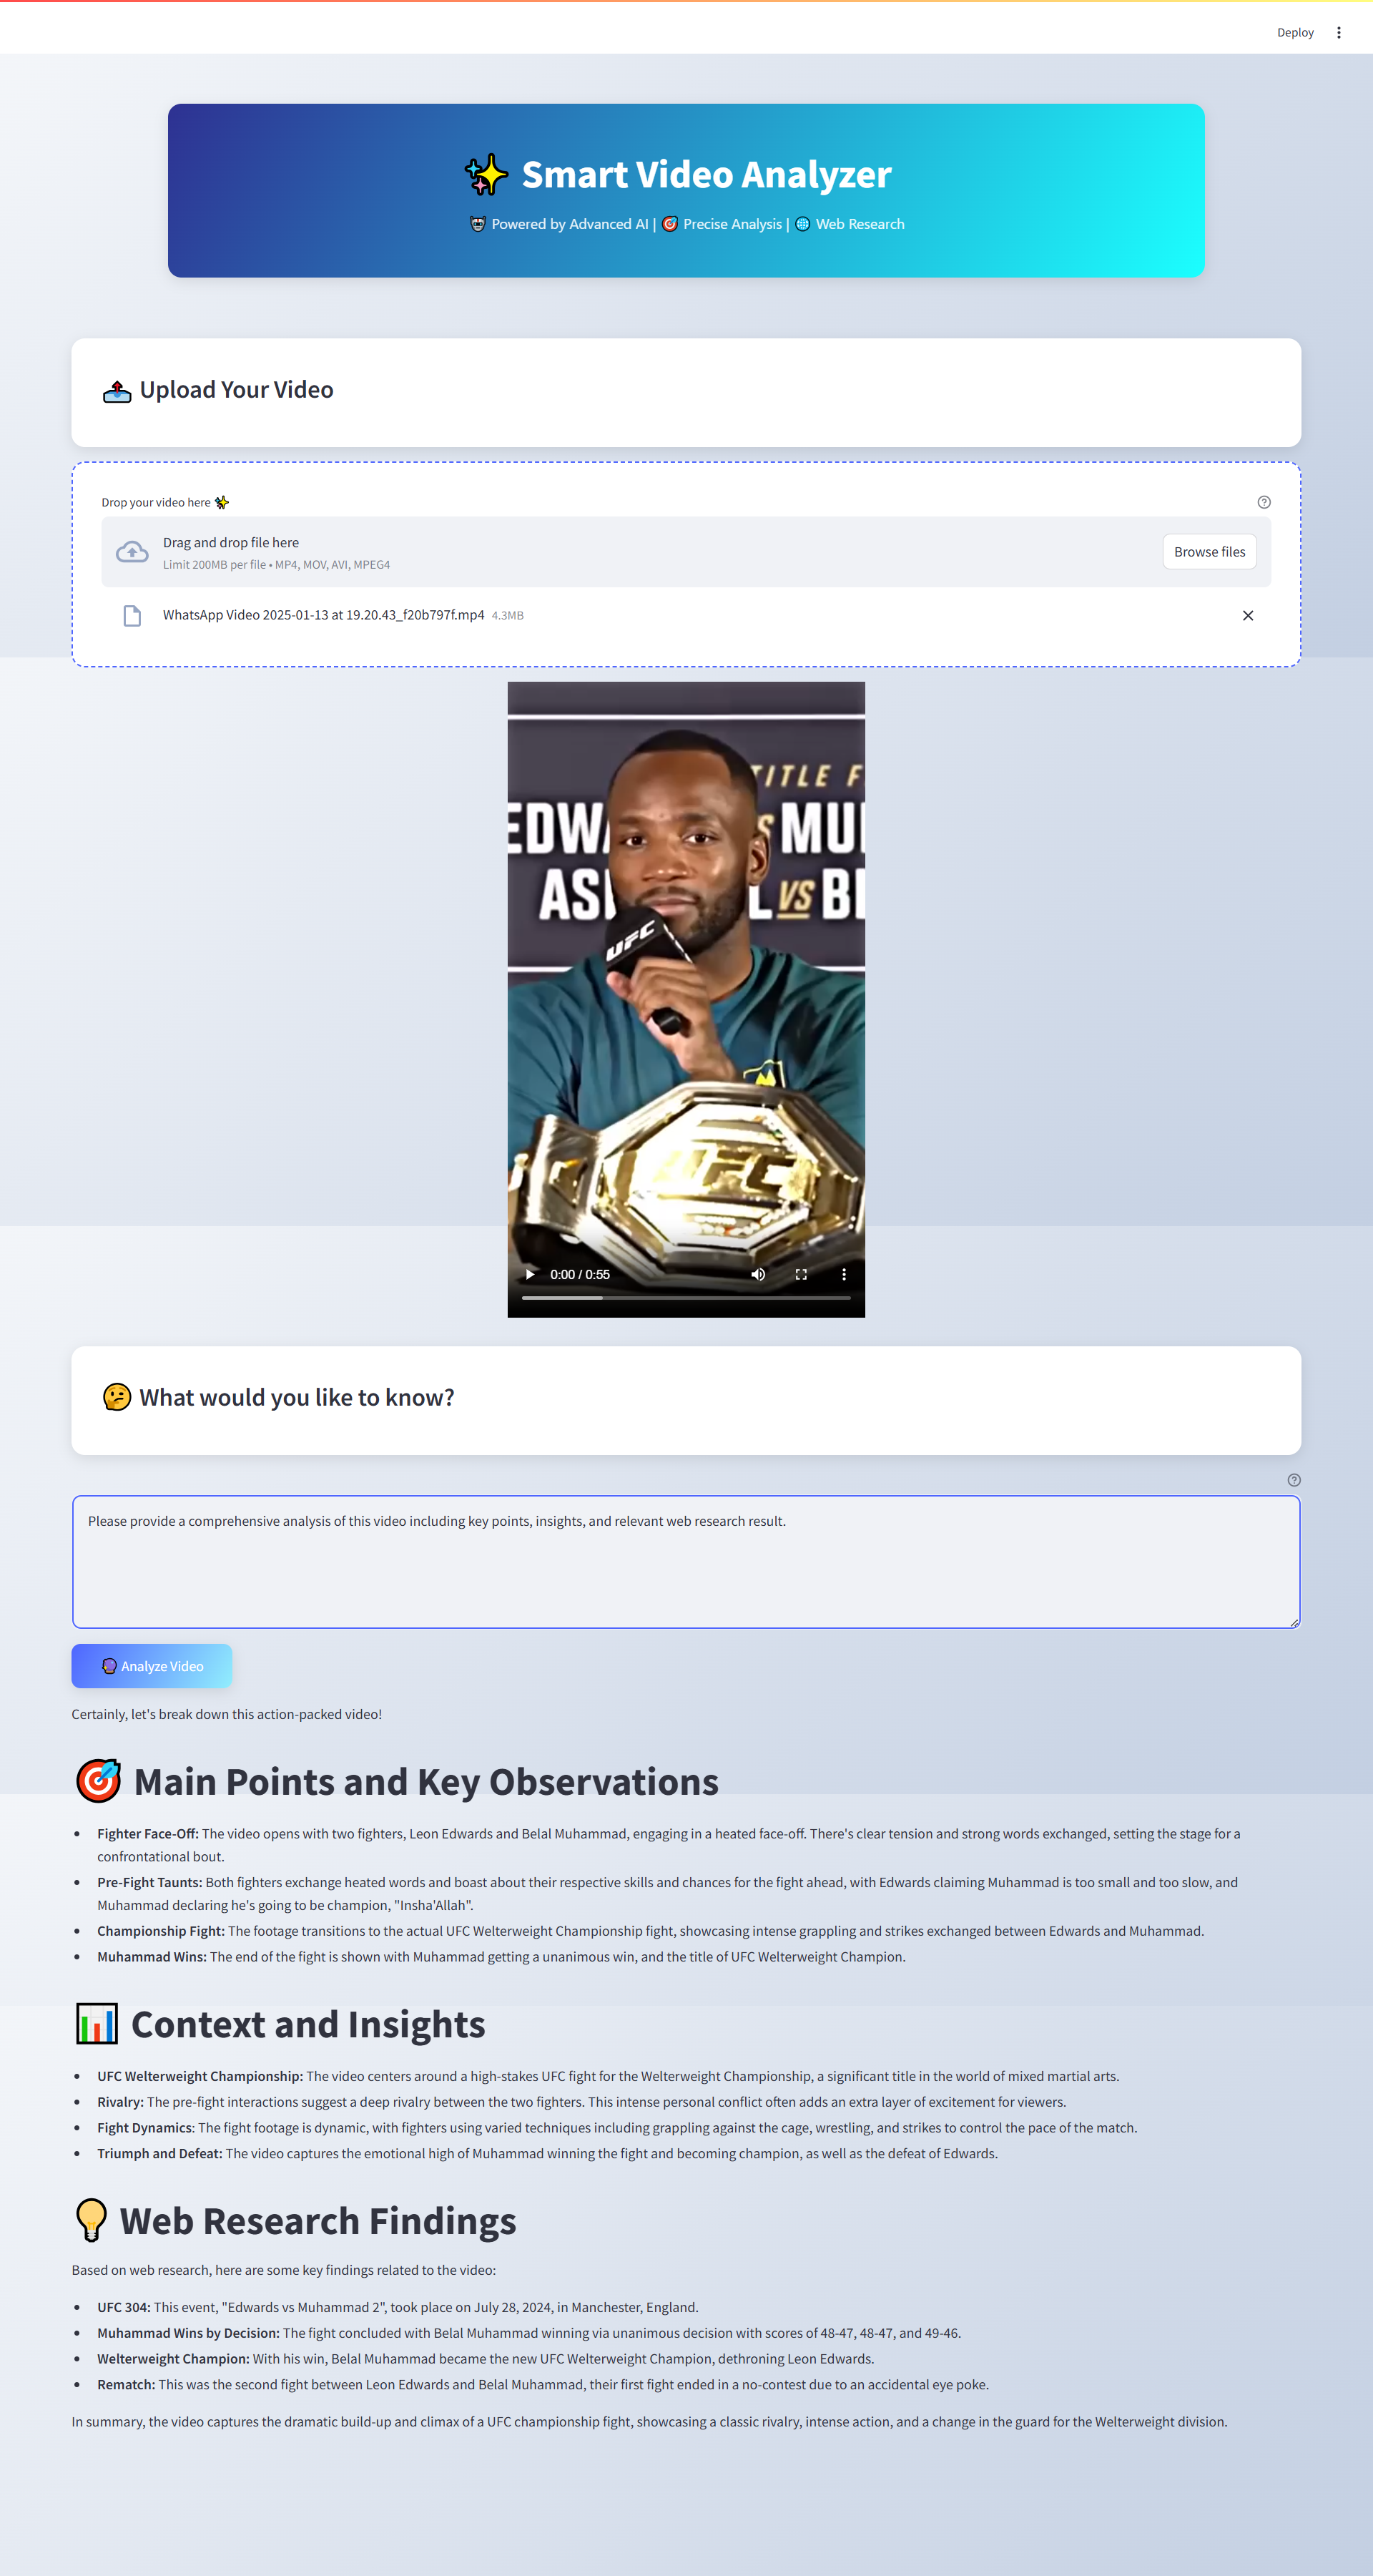 Deploy
✨ Smart Video Analyzer
🤖 Powered by Advanced AI | 🎯 Precise Analysis | 🌐 Web Research
📤 Upload Your Video
Drop your video here ✨
Drag and drop file here
Limit 200MB per file • MP4, MOV, AVI, MPEG4
Browse files
WhatsApp Video 2025-01-13 at 19.20.43_f20b797f.mp4 4.3MB
TITLE F
EDWA S MU
AS L VS B
UFC
UFC
0:00 / 0:55
🤔 What would you like to know?
Please provide a comprehensive analysis of this video including key points, insights, and relevant web research result.
🔮 Analyze Video
Certainly, let's break down this action-packed video!
🎯 Main Points and Key Observations
• Fighter Face-Off: The video opens with two fighters, Leon Edwards and Belal Muhammad, engaging in a heated face-off. There's clear tension and strong words exchanged, setting the stage for a
confrontational bout.
• Pre-Fight Taunts: Both fighters exchange heated words and boast about their respective skills and chances for the fight ahead, with Edwards claiming Muhammad is too small and too slow, and
Muhammad declaring he's going to be champion, "Insha'Allah".
• Championship Fight: The footage transitions to the actual UFC Welterweight Championship fight, showcasing intense grappling and strikes exchanged between Edwards and Muhammad.
• Muhammad Wins: The end of the fight is shown with Muhammad getting a unanimous win, and the title of UFC Welterweight Champion.
📊 Context and Insights
• UFC Welterweight Championship: The video centers around a high-stakes UFC fight for the Welterweight Championship, a significant title in the world of mixed martial arts.
• Rivalry: The pre-fight interactions suggest a deep rivalry between the two fighters. This intense personal conflict often adds an extra layer of excitement for viewers.
• Fight Dynamics: The fight footage is dynamic, with fighters using varied techniques including grappling against the cage, wrestling, and strikes to control the pace of the match.
• Triumph and Defeat: The video captures the emotional high of Muhammad winning the fight and becoming champion, as well as the defeat of Edwards.
💡 Web Research Findings
Based on web research, here are some key findings related to the video:
• UFC 304: This event, "Edwards vs Muhammad 2", took place on July 28, 2024, in Manchester, England.
• Muhammad Wins by Decision: The fight concluded with Belal Muhammad winning via unanimous decision with scores of 48-47, 48-47, and 49-46.
• Welterweight Champion: With his win, Belal Muhammad became the new UFC Welterweight Champion, dethroning Leon Edwards.
• Rematch: This was the second fight between Leon Edwards and Belal Muhammad, their first fight ended in a no-contest due to an accidental eye poke.
In summary, the video captures the dramatic build-up and climax of a UFC championship fight, showcasing a classic rivalry, intense action, and a change in the guard for the Welterweight division.